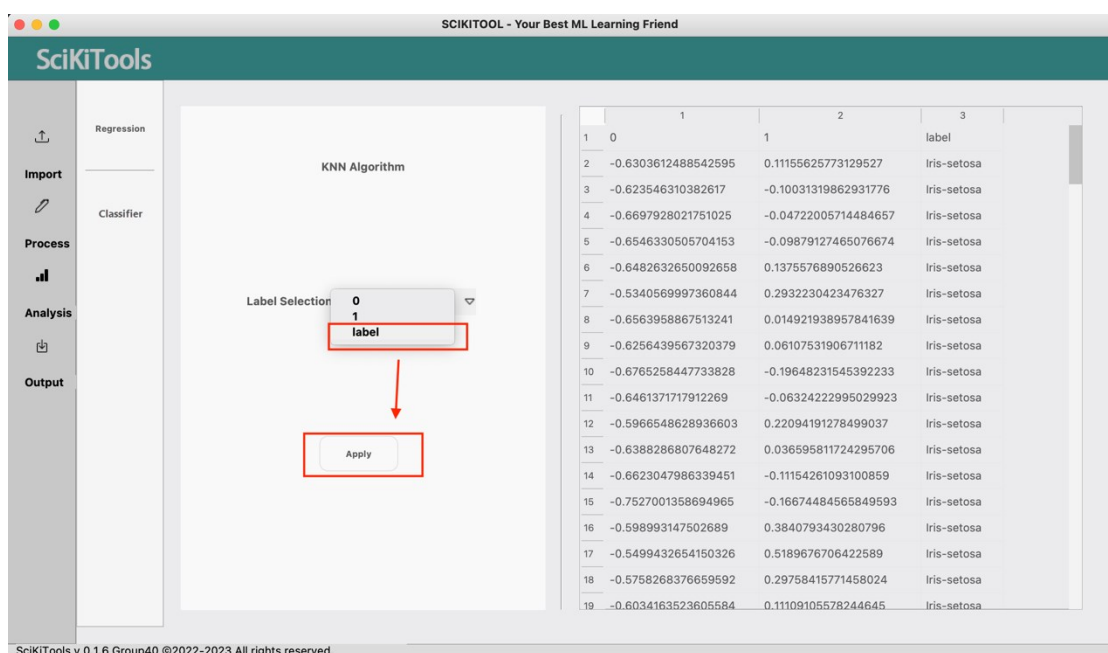 SCIKITOOL - Your Best ML Learning Friend
SciKiTools
Import
Process
Analysis
Output
Regression
Classifier
KNN Algorithm
Label Selection
0
1
label
Apply
1 2 3
1 0 1 label
2 -0.6303612488542595 0.11155625773129527 Iris-setosa
3 -0.623546310382617 -0.10031319862931776 Iris-setosa
4 -0.6697928021751025 -0.04722005714484657 Iris-setosa
5 -0.6546330505704153 -0.09879127465076674 Iris-setosa
6 -0.6482632650092658 0.1375576890526623 Iris-setosa
7 -0.5340569997360844 0.2932230423476327 Iris-setosa
8 -0.6563958867513241 0.014921938957841639 Iris-setosa
9 -0.6256439567320379 0.06107531906711182 Iris-setosa
10 -0.6765258447733828 -0.19648231545392233 Iris-setosa
11 -0.6461371717912269 -0.06324222995029923 Iris-setosa
12 -0.5966548628936603 0.22094191278499037 Iris-setosa
13 -0.6388286807648272 0.036595811724295706 Iris-setosa
14 -0.6623047986339451 -0.11154261093100859 Iris-setosa
15 -0.7527001358694965 -0.16674484565849593 Iris-setosa
16 -0.598993147502689 0.3840793430280796 Iris-setosa
17 -0.5499432654150326 0.5189676706422589 Iris-setosa
18 -0.5758268376659592 0.29758415771458024 Iris-setosa
19 -0.6034163523605584 0.11109105578244645 Iris-setosa
SciKiTools v 0.1.6 Group40 ©2022-2023 All rights reserved.